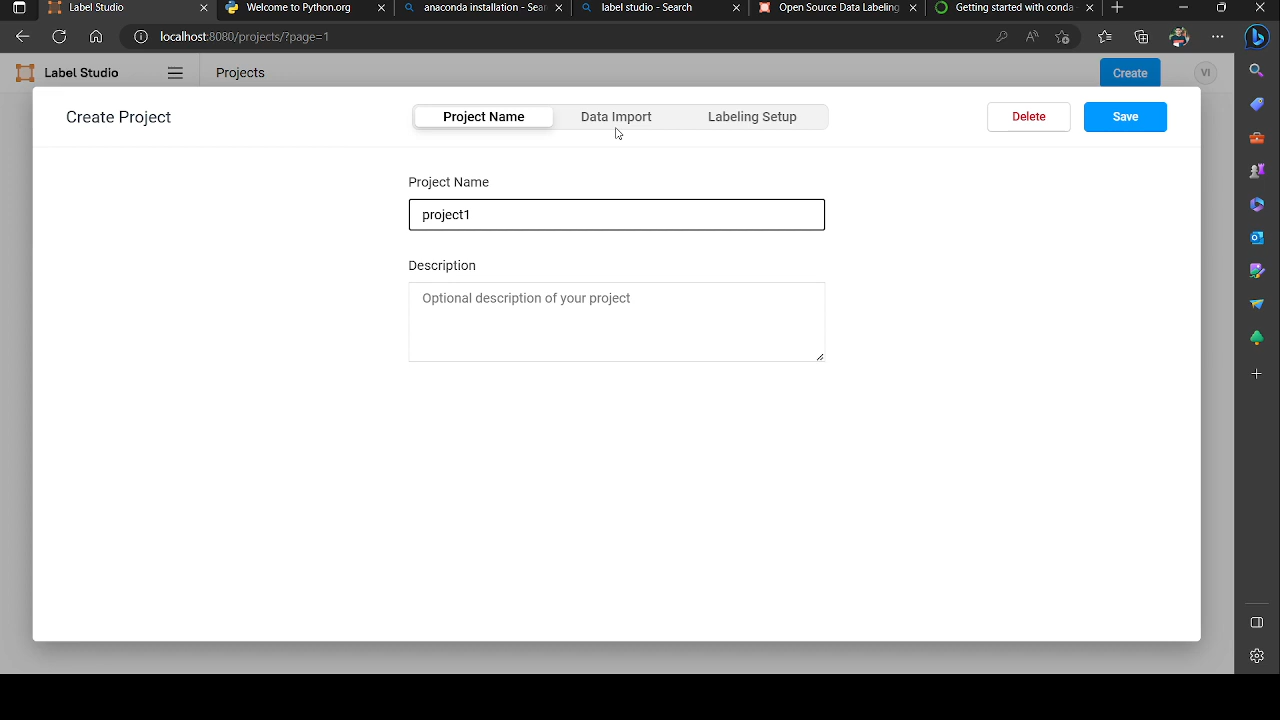 Label Studio
Welcome to Python.org
anaconda installation - Sea
label studio - Search
Open Source Data Labeling
Getting started with conda
localhost:8080/projects/?page=1
Label Studio
Projects
Create
VI
Create Project
Project Name
Data Import
Labeling Setup
Delete
Save
Project Name
project1
Description
Optional description of your project